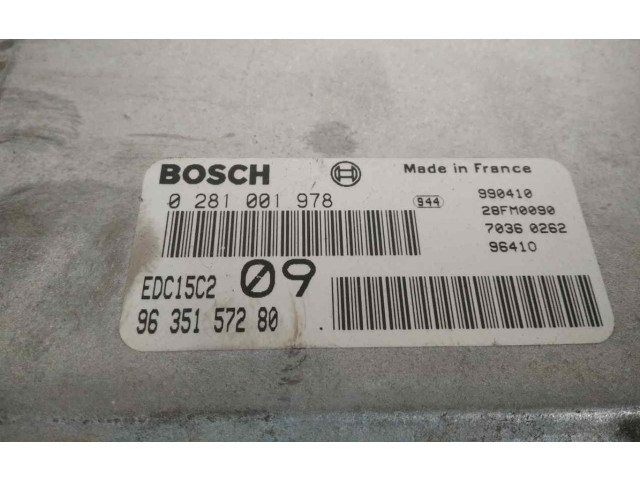 BOSCH
Made in France
0 281 001 978
944
990410
28FM0090
7036 0262
96410
EDC15C2
09
96 351 572 80